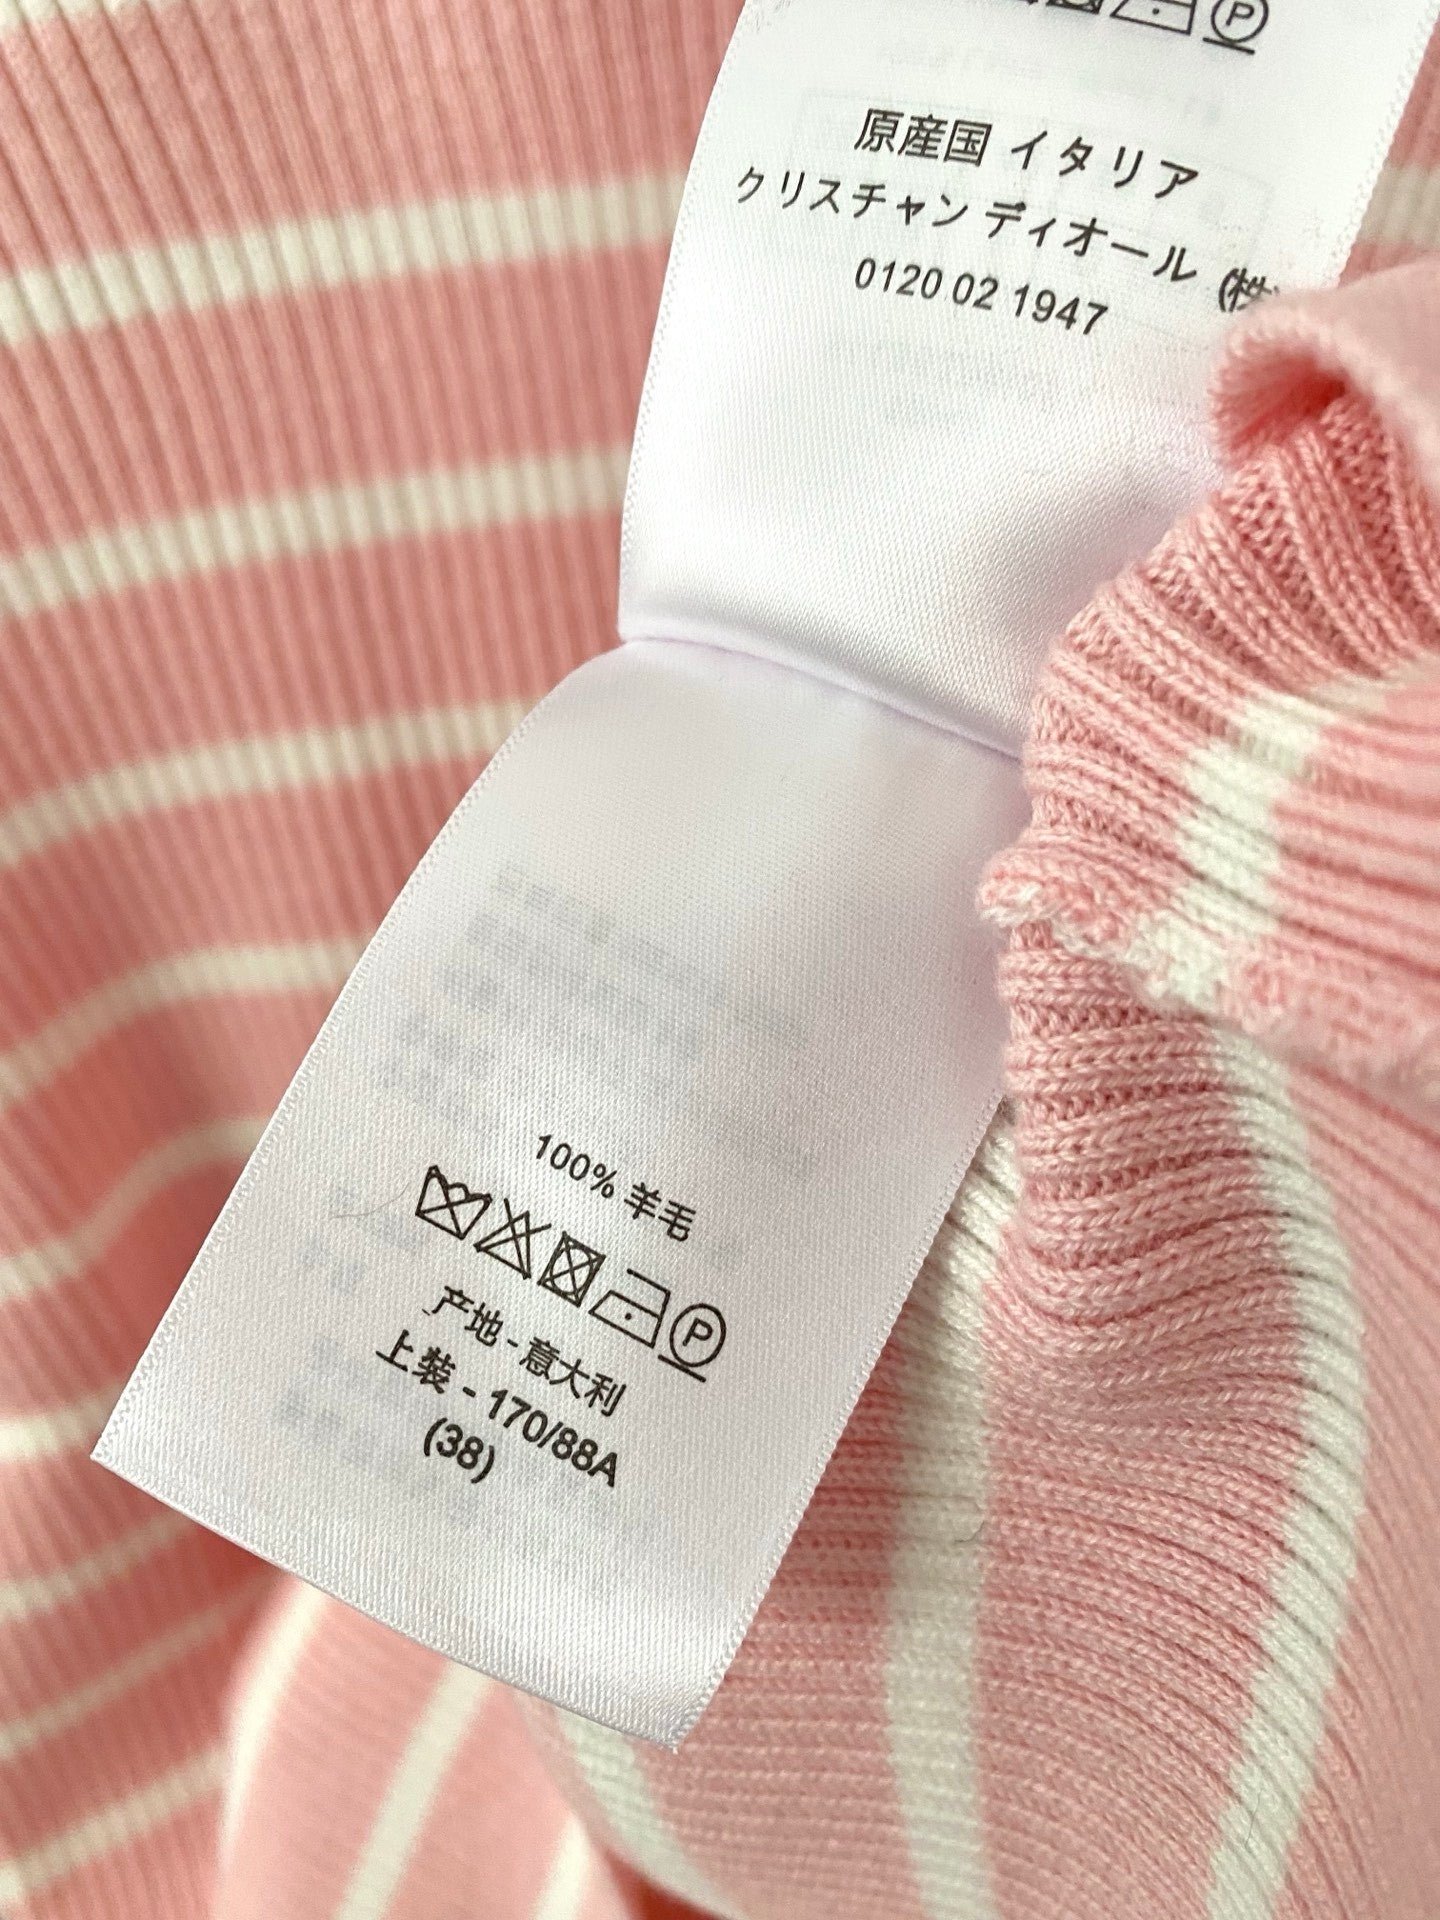 P
原産国 イタリア
クリスチャン ディオール (株)
0120 02 1947
100% 羊毛
P
产地 - 意大利
上装 - 170/88A
(38)